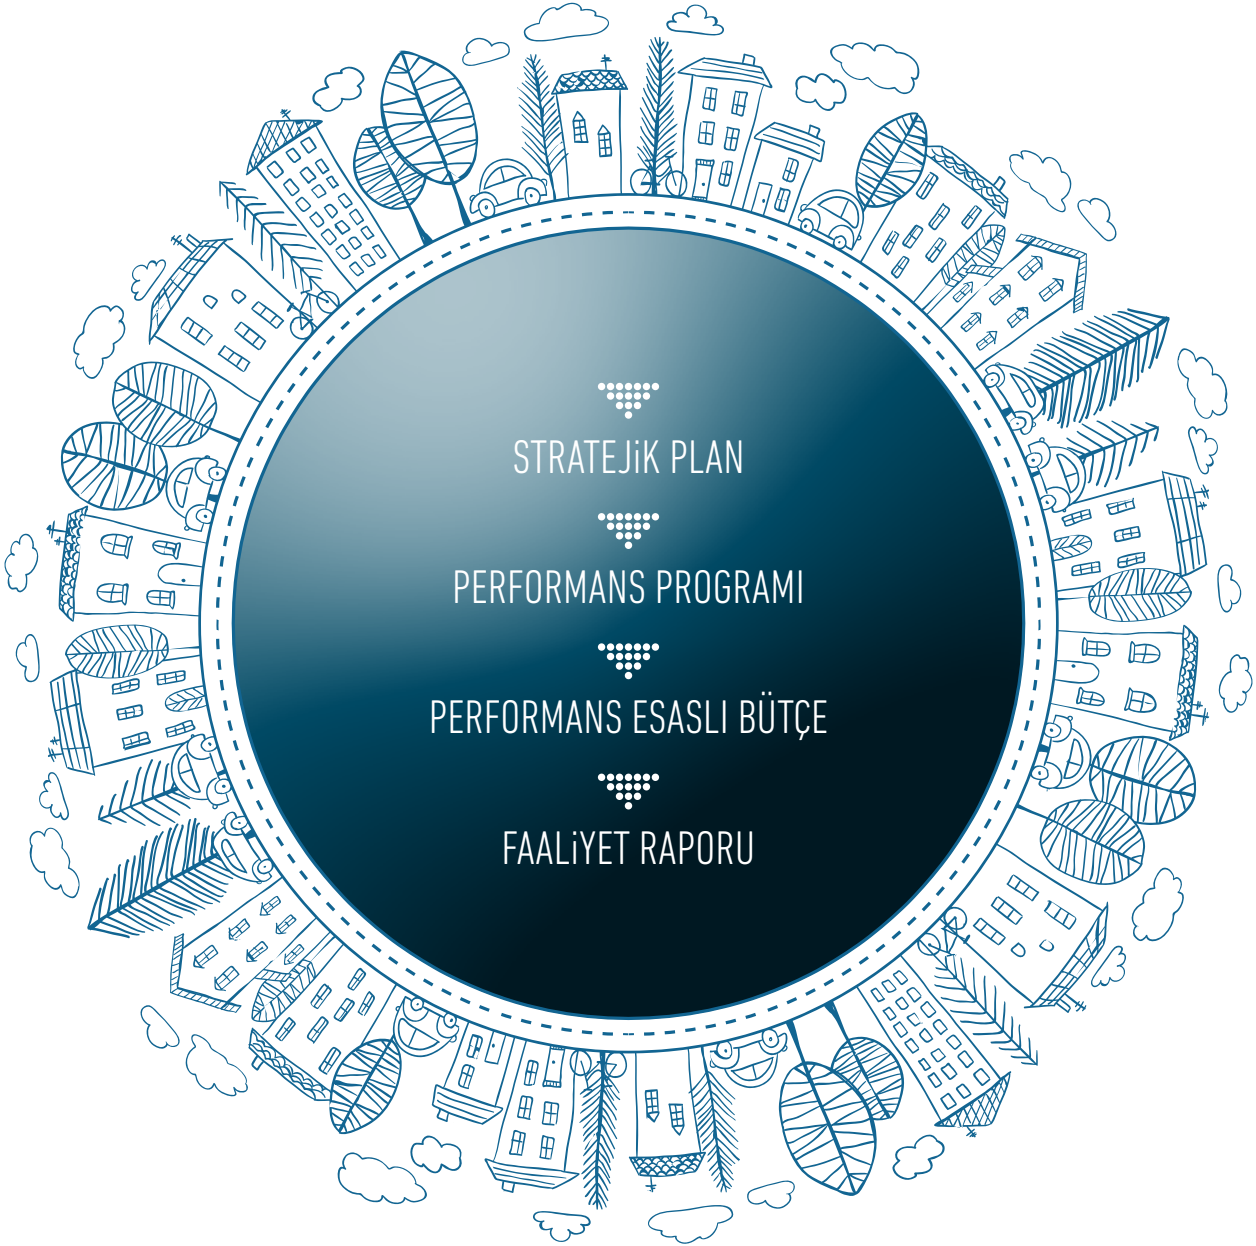 STRATEJiK PLAN
PERFORMANS PROGRAMI
PERFORMANS ESASLI BÜTÇE
FAALiYET RAPORU